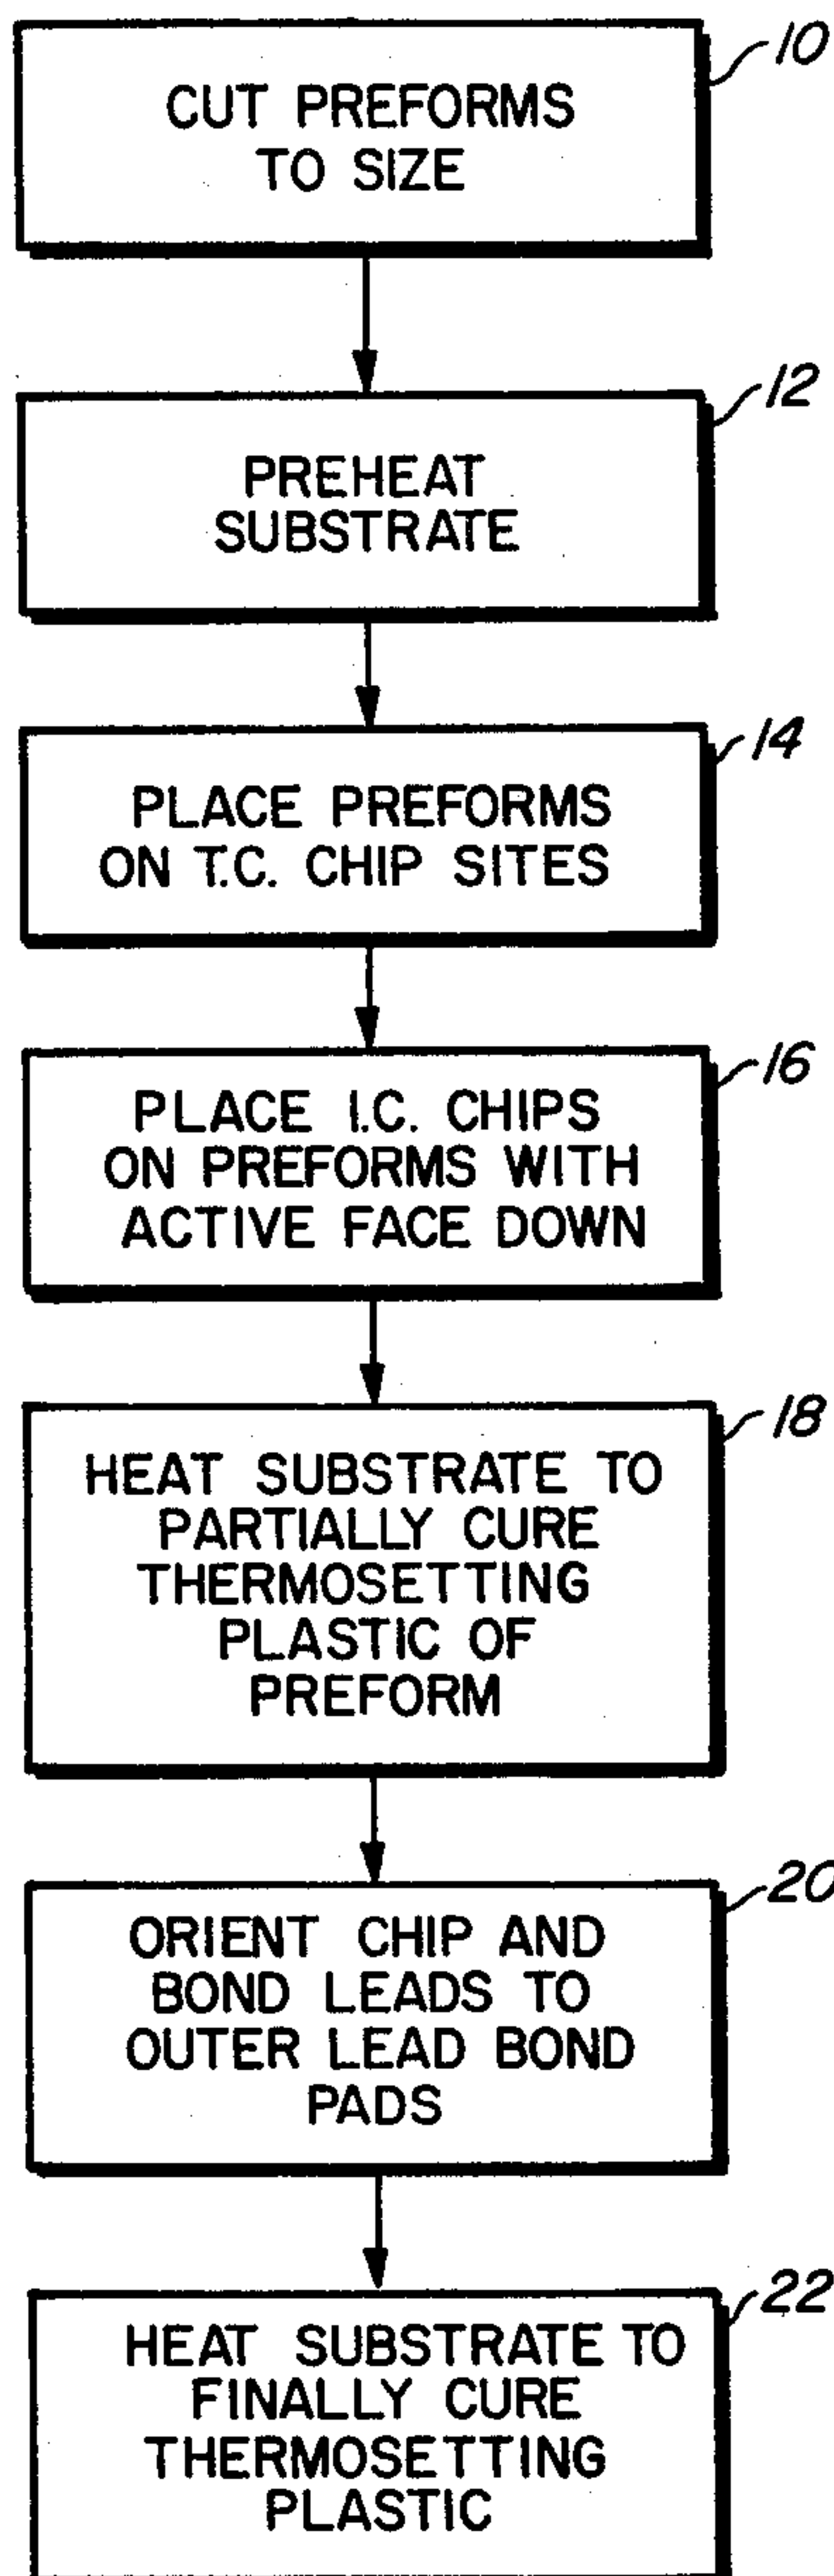 10
CUT PREFORMS
TO SIZE
12
PREHEAT
SUBSTRATE
14
PLACE PREFORMS
ON T.C. CHIP SITES
16
PLACE I.C. CHIPS
ON PREFORMS WITH
ACTIVE FACE DOWN
18
HEAT SUBSTRATE TO
PARTIALLY CURE
THERMOSETTING
PLASTIC OF
PREFORM
20
ORIENT CHIP AND
BOND LEADS TO
OUTER LEAD BOND
PADS
22
HEAT SUBSTRATE TO
FINALLY CURE
THERMOSETTING
PLASTIC